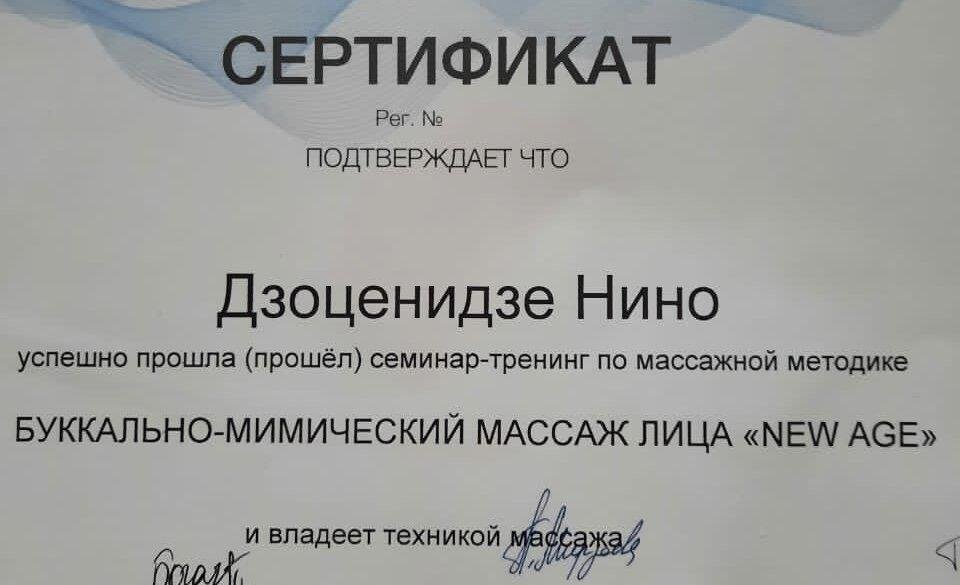 СЕРТИФИКАТ
Рег. №
ПОДТВЕРЖДАЕТ ЧТО
Дзоценидзе Нино
успешно прошла (прошёл) семинар-тренинг по массажной методике
БУККАЛЬНО-МИМИЧЕСКИЙ МАССАЖ ЛИЦА «NEW AGE»
и владеет техникой массажа